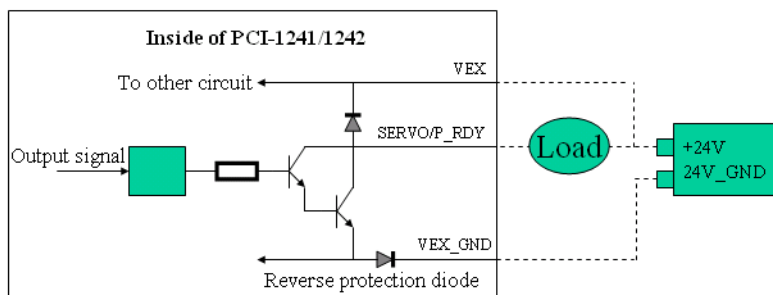 Inside of PCI-1241/1242
VEX
To other circuit
SERVO/P_RDY
Load
+24V
Output signal
24V_GND
VEX_GND
Reverse protection diode